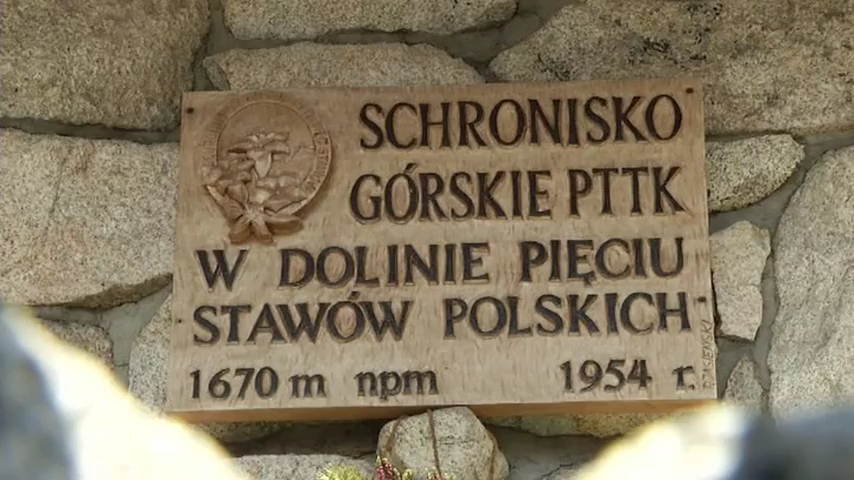 SCHRONISKO
GÓRSKIE PTTK
W DOLINIE PIĘCIU
STAWÓW POLSKICH
1670 m npm 1954 r.